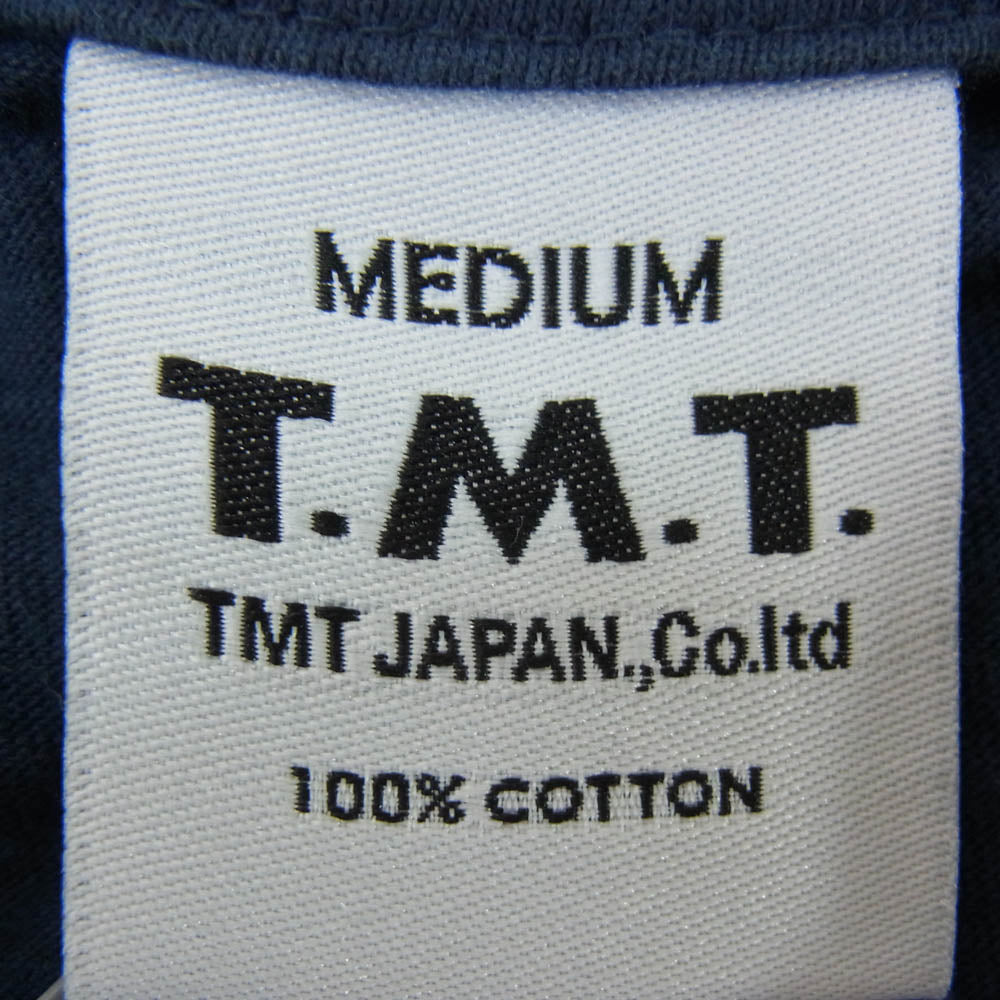 MEDIUM
T.M.T.
TMT JAPAN.,Co.ltd
100% COTTON